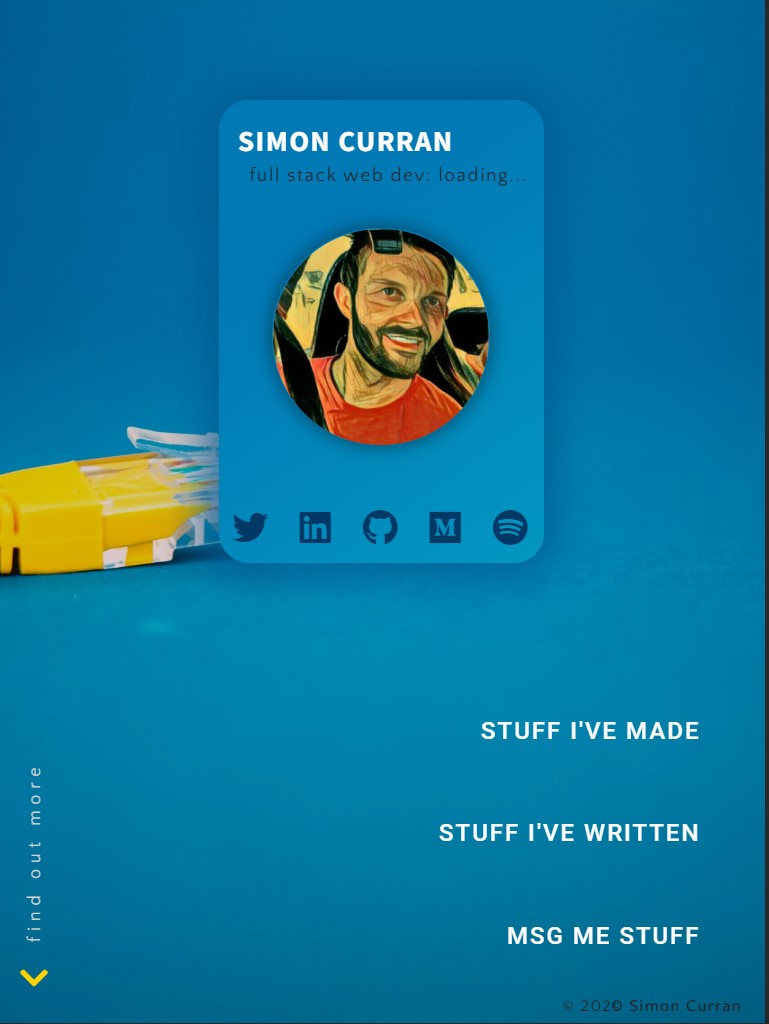 SIMON CURRAN
full stack web dev: loading...
M
STUFF I'VE MADE
STUFF I'VE WRITTEN
find out more
MSG ME STUFF
© 2020 Simon Curran